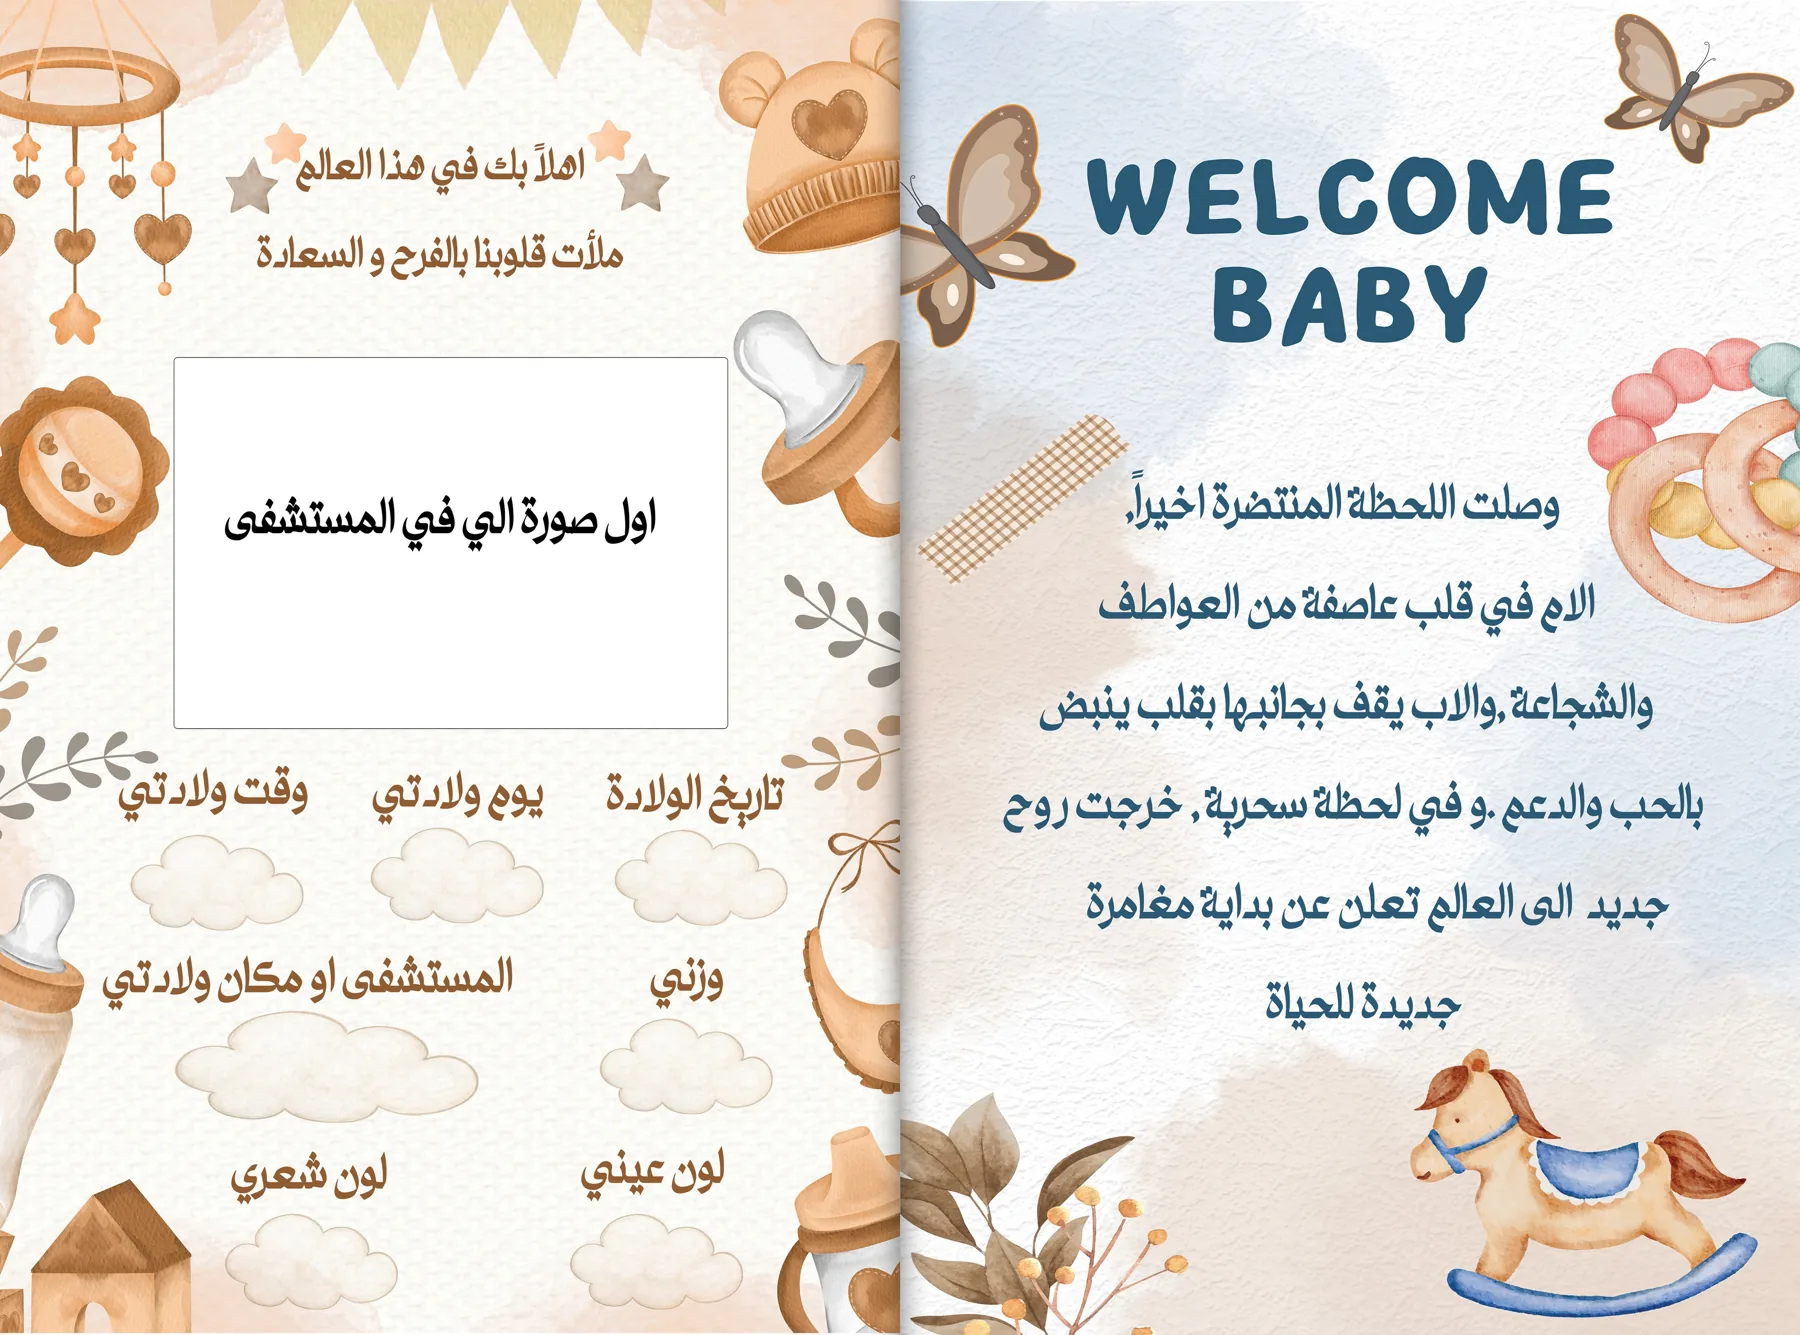 WELCOME
BABY
وصلت اللحظة المنتضرة اخيراً,
الام في قلب عاصفة من العواطف
والشجاعة ,والاب يقف بجانبها بقلب ينبض
بالحب والدعم .و في لحظة سحرية , خرجت روح
جديد الى العالم تعلن عن بداية مغامرة
جديدة للحياة
اهلاً بك في هذا العالم
ملأت قلوبنا بالفرح و السعادة
اول صورة الي في المستشفى
تاريخ الولادة
يوم ولادتي
وقت ولادتي
وزني
المستشفى او مكان ولادتي
لون عيني
لون شعري